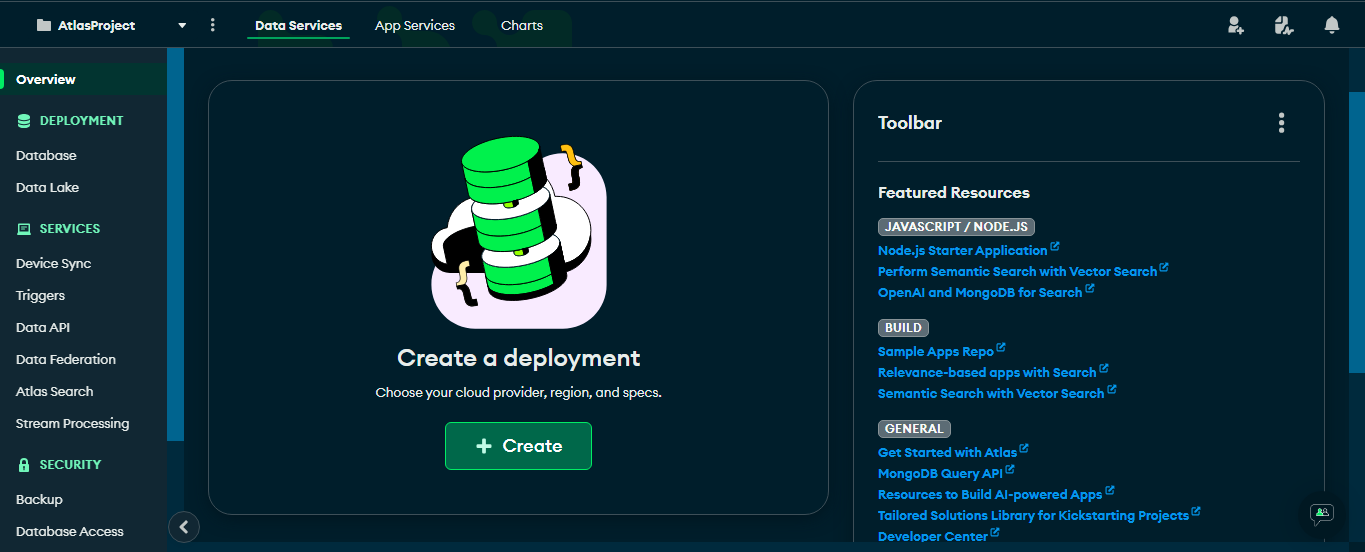 AtlasProject
Data Services
App Services
Charts
Overview
DEPLOYMENT
Database
Data Lake
SERVICES
Device Sync
Triggers
Data API
Data Federation
Atlas Search
Stream Processing
SECURITY
Backup
Database Access
Create a deployment
Choose your cloud provider, region, and specs.
+ Create
Toolbar
Featured Resources
JAVASCRIPT / NODE.JS
Node.js Starter Application
Perform Semantic Search with Vector Search
OpenAI and MongoDB for Search
BUILD
Sample Apps Repo
Relevance-based apps with Search
Semantic Search with Vector Search
GENERAL
Get Started with Atlas
MongoDB Query API
Resources to Build AI-powered Apps
Tailored Solutions Library for Kickstarting Projects
Developer Center